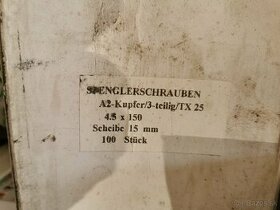 SPENGLERSCHRAUBEN
A2-Kupfer/3-teilig/TX 25
4.5 x 150
Scheibe 15 mm
100 Stück